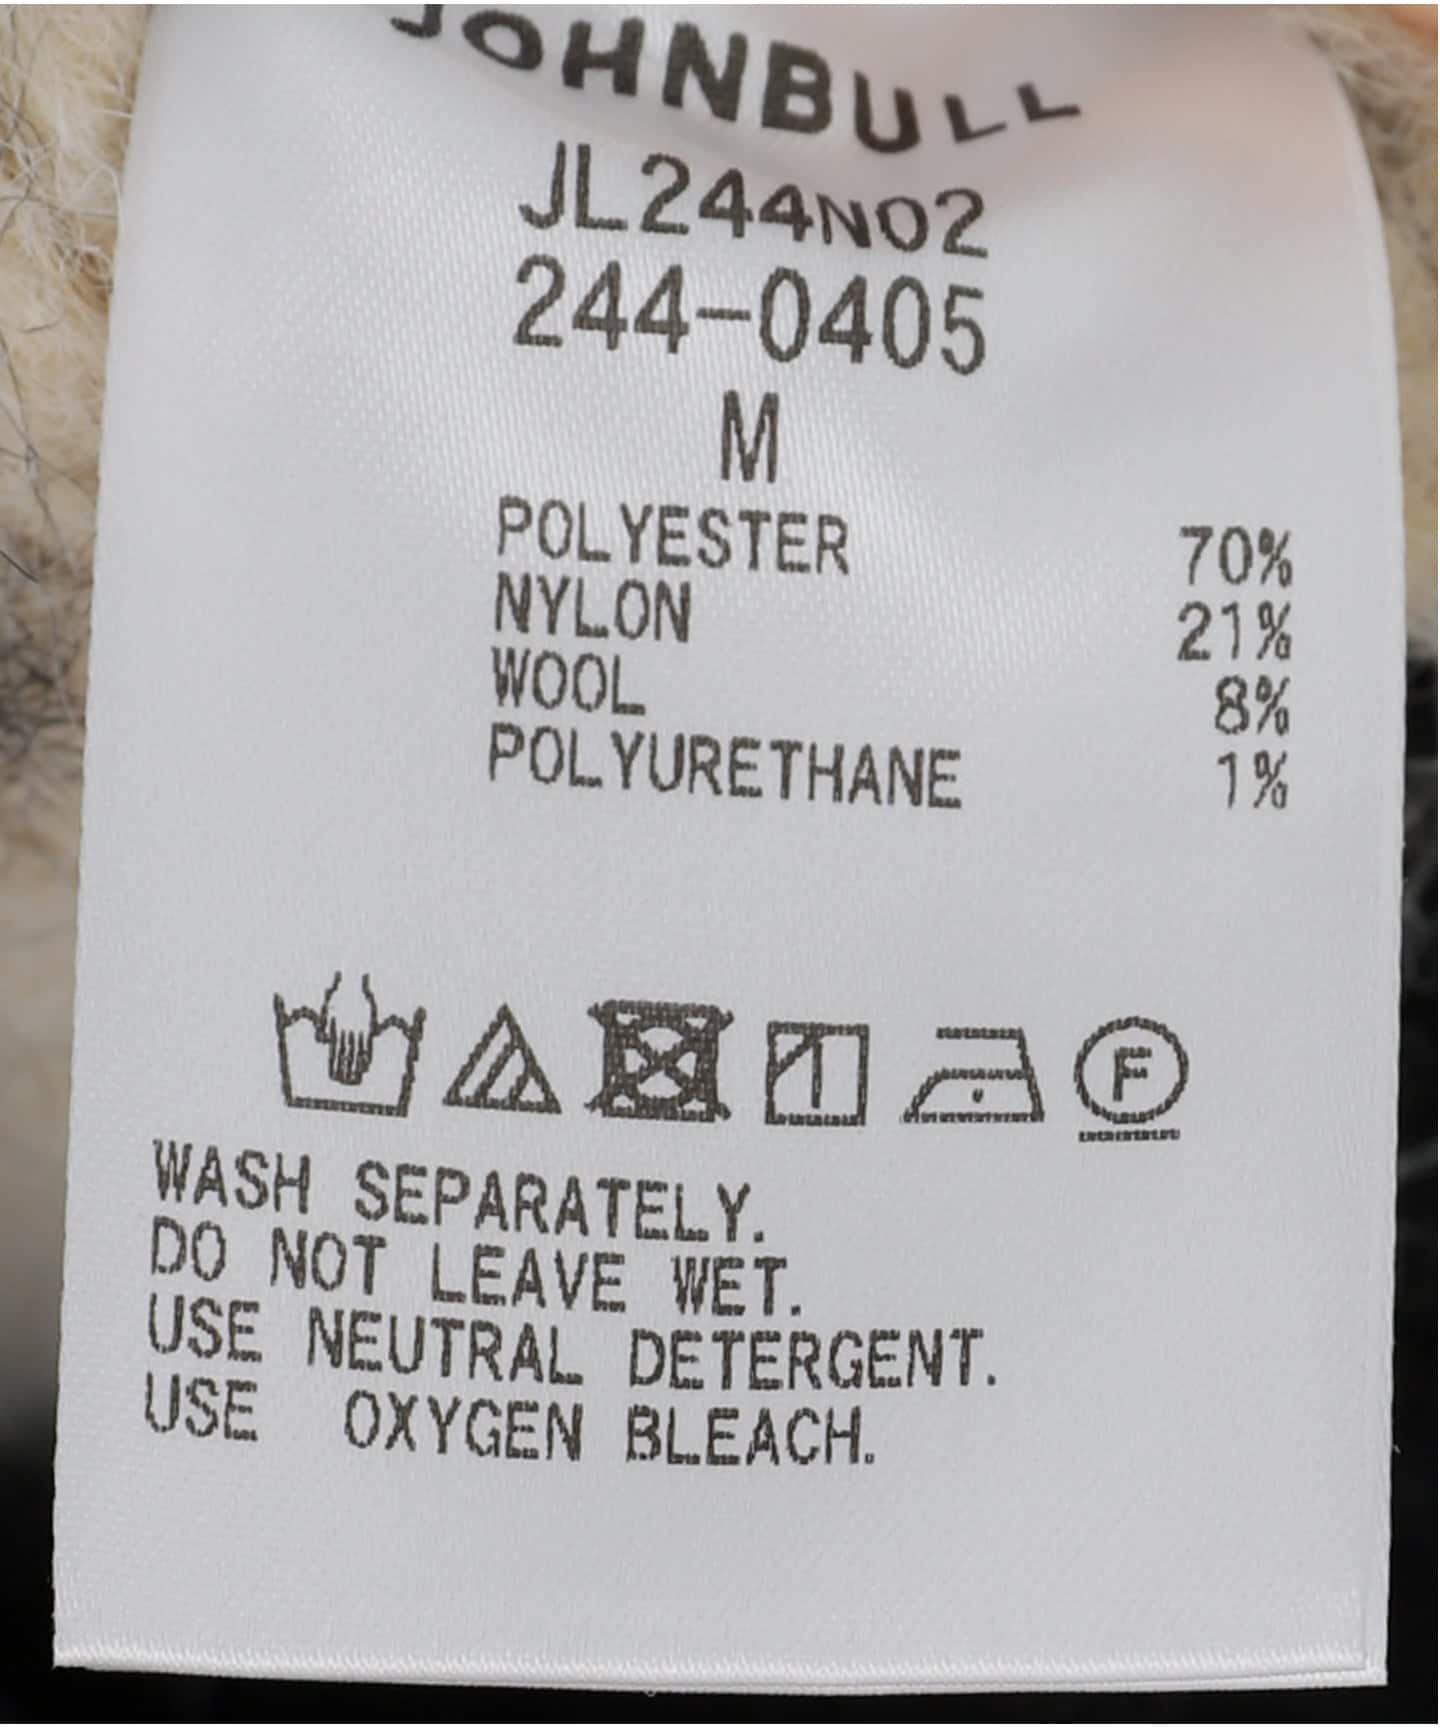 JOHNBULL
JL244N02
244-0405
M
POLYESTER 70%
NYLON 21%
WOOL 8%
POLYURETHANE 1%
F
WASH SEPARATELY.
DO NOT LEAVE WET.
USE NEUTRAL DETERGENT.
USE OXYGEN BLEACH.